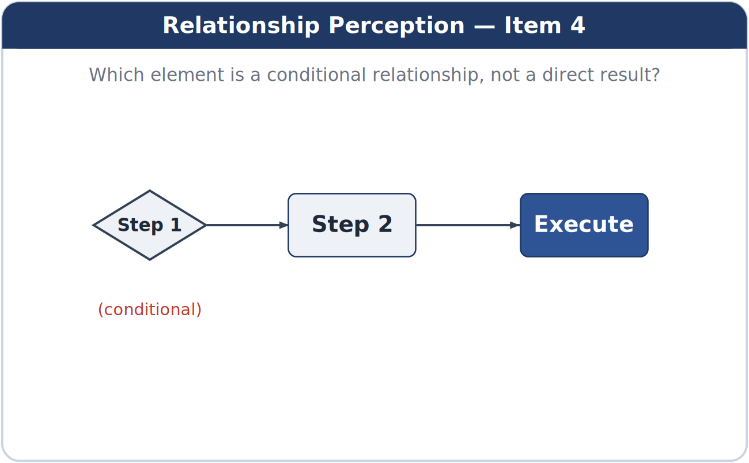 Relationship Perception — Item 4
Which element is a conditional relationship, not a direct result?
Step 1
Step 2
Execute
(conditional)